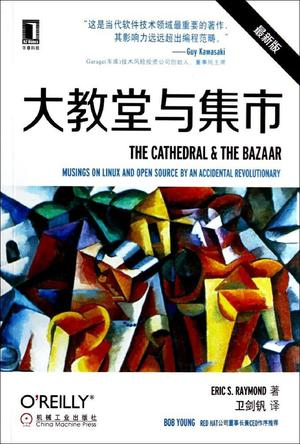 华章科技
"这是当代软件技术领域最重要的著作,
其影响力远远超出编程范畴。"
——Guy Kawasaki
Garage(车库)技术风险投资公司创始人、董事长主席
最新版
大教堂与集市
THE CATHEDRAL & THE BAZAAR
MUSINGS ON LINUX AND OPEN SOURCE BY AN ACCIDENTAL REVOLUTIONARY
O'REILLY®
机械工业出版社
China Machine Press
ERIC S. RAYMOND 著
卫剑钒 译
BOB YOUNG RED HAT公司董事长兼CEO作序推荐